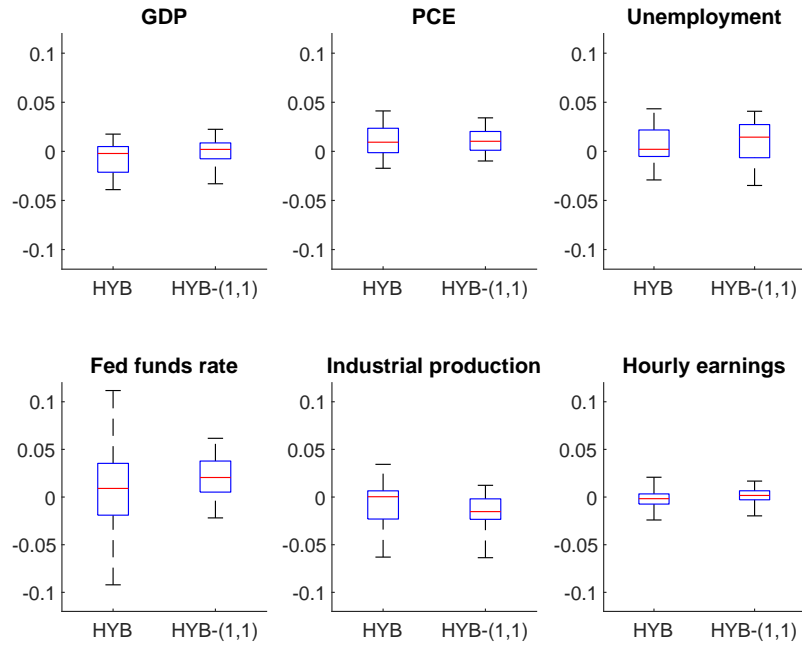 GDP
0.1
0.05
0
-0.05
-0.1
HYB HYB-(1,1)
PCE
0.1
0.05
0
-0.05
-0.1
HYB HYB-(1,1)
Unemployment
0.1
0.05
0
-0.05
-0.1
HYB HYB-(1,1)
Fed funds rate
0.1
0.05
0
-0.05
-0.1
HYB HYB-(1,1)
Industrial production
0.1
0.05
0
-0.05
-0.1
HYB HYB-(1,1)
Hourly earnings
0.1
0.05
0
-0.05
-0.1
HYB HYB-(1,1)